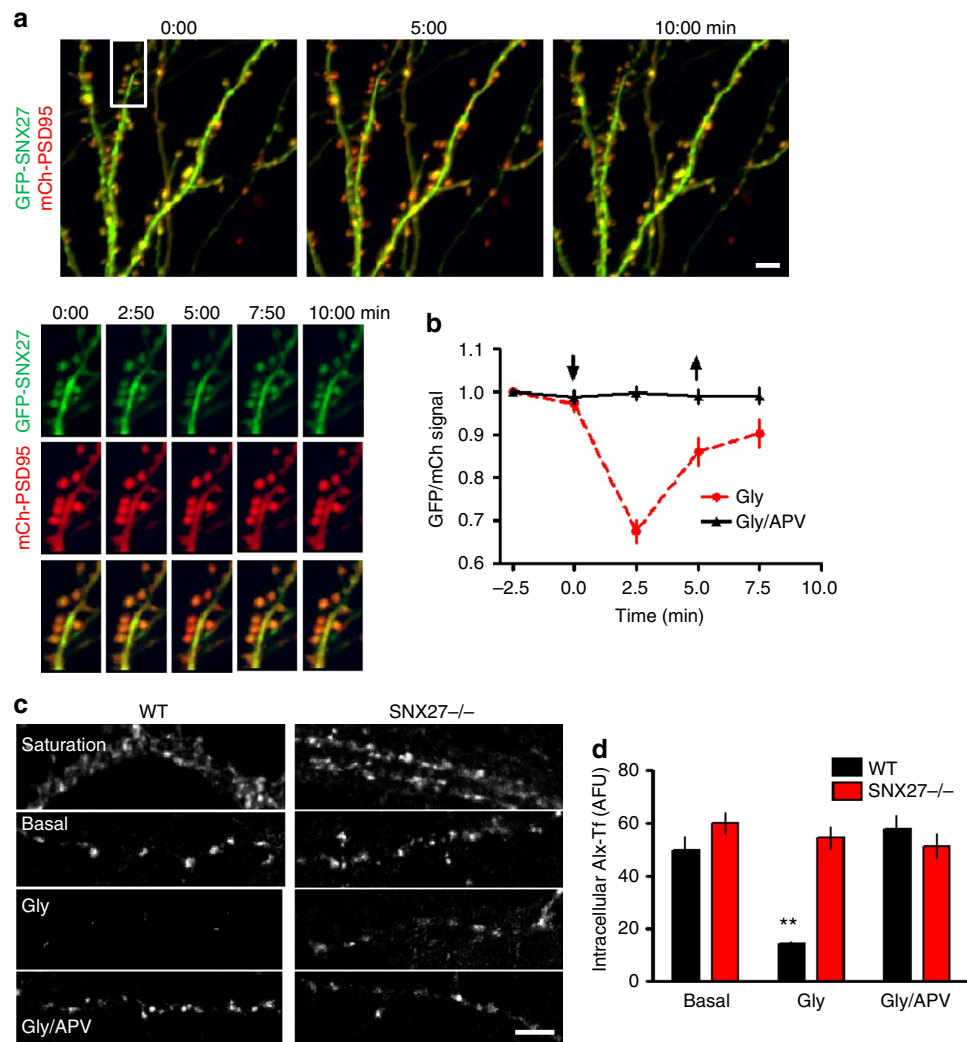 a
0:00 5:00 10:00 min
GFP-SNX27
mCh-PSD95
0:00 2:50 5:00 7:50 10:00 min
GFP-SNX27
mCh-PSD95
b
1.1
1.0
0.9
0.8
0.7
0.6
GFP/mCh signal
Gly
Gly/APV
–2.5 0.0 2.5 5.0 7.5 10.0
Time (min)
c
WT SNX27–/–
Saturation
Basal
Gly
Gly/APV
d
WT
SNX27–/–
80
60
40
20
0
Intracellular Alx-Tf (AFU)
**
Basal Gly Gly/APV